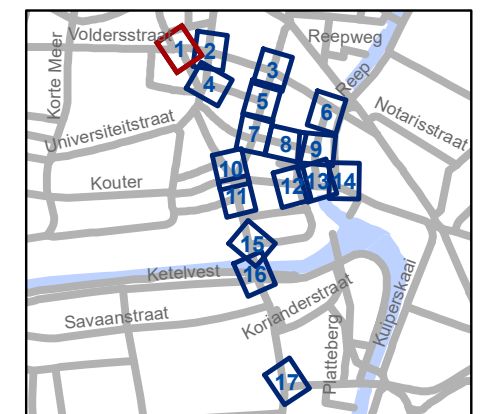 Voldersstraat
Reepweg
Korte Meer
1
2
3
4
Reep
5
6
Notarisstraat
Universiteitstraat
7
8
9
10
Kouter
11
12
13
14
15
Ketelvest
16
Savaanstraat
Korianderstraat
Platteberg
Kuiperskaai
17